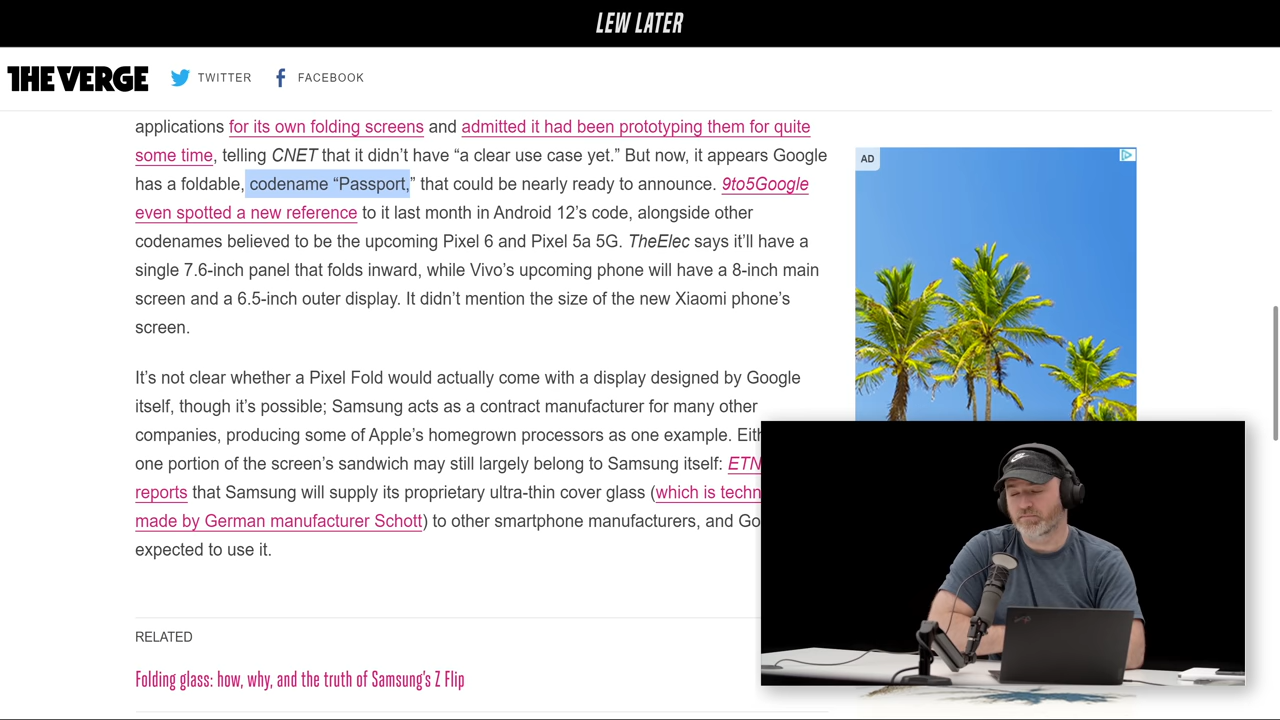 LEW LATER
THE VERGE TWITTER FACEBOOK
applications for its own folding screens and admitted it had been prototyping them for quite
some time, telling CNET that it didn’t have “a clear use case yet.” But now, it appears Google
has a foldable, codename “Passport,” that could be nearly ready to announce. 9to5Google
even spotted a new reference to it last month in Android 12’s code, alongside other
codenames believed to be the upcoming Pixel 6 and Pixel 5a 5G. TheElec says it’ll have a
single 7.6-inch panel that folds inward, while Vivo’s upcoming phone will have a 8-inch main
screen and a 6.5-inch outer display. It didn’t mention the size of the new Xiaomi phone’s
screen.
AD
It’s not clear whether a Pixel Fold would actually come with a display designed by Google
itself, though it’s possible; Samsung acts as a contract manufacturer for many other
companies, producing some of Apple’s homegrown processors as one example. Eit
one portion of the screen’s sandwich may still largely belong to Samsung itself: ETN
reports that Samsung will supply its proprietary ultra-thin cover glass (which is techn
made by German manufacturer Schott) to other smartphone manufacturers, and Go
expected to use it.
RELATED
Folding glass: how, why, and the truth of Samsung’s Z Flip